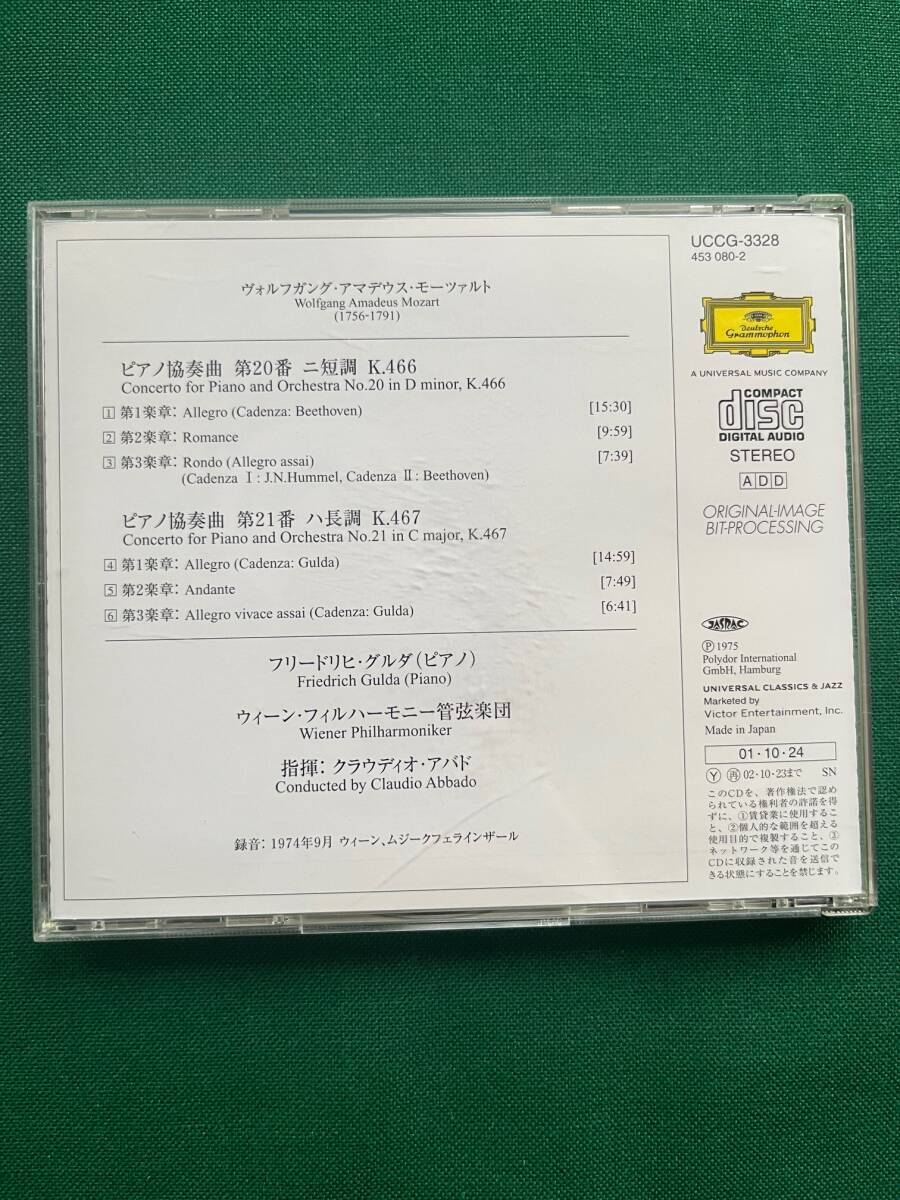 ヴォルフガング・アマデウス・モーツァルト
Wolfgang Amadeus Mozart
(1756-1791)
ピアノ協奏曲 第20番 ニ短調 K.466
Concerto for Piano and Orchestra No.20 in D minor, K.466
1 第1楽章: Allegro (Cadenza: Beethoven) [15:30]
2 第2楽章: Romance [9:59]
3 第3楽章: Rondo (Allegro assai) [7:39]
(Cadenza Ⅰ: J.N.Hummel, Cadenza Ⅱ: Beethoven)
ピアノ協奏曲 第21番 ハ長調 K.467
Concerto for Piano and Orchestra No.21 in C major, K.467
4 第1楽章: Allegro (Cadenza: Gulda) [14:59]
5 第2楽章: Andante [7:49]
6 第3楽章: Allegro vivace assai (Cadenza: Gulda) [6:41]
フリードリヒ・グルダ(ピアノ)
Friedrich Gulda (Piano)
ウィーン・フィルハーモニー管弦楽団
Wiener Philharmoniker
指揮: クラウディオ・アバド
Conducted by Claudio Abbado
録音: 1974年9月 ウィーン、ムジークフェラインザール
UCCG-3328
453 080-2
Deutsche
Grammophon
A UNIVERSAL MUSIC COMPANY
COMPACT
disc
DIGITAL AUDIO
STEREO
ADD
ORIGINAL-IMAGE
BIT-PROCESSING
JASRAC
Ⓟ1975
Polydor International
GmbH, Hamburg
UNIVERSAL CLASSICS & JAZZ
Marketed by
Victor Entertainment, Inc.
Made in Japan
01・10・24
Ⓨ 再 02・10・23まで SN
このCDを、著作権法で認め
られている権利者の許諾を得
ずに、①賃貸業に使用するこ
と、②個人的な範囲を超える
使用目的で複製すること、③
ネットワーク等を通じてこの
CDに収録された音を送信で
きる状態にすることを禁じます。